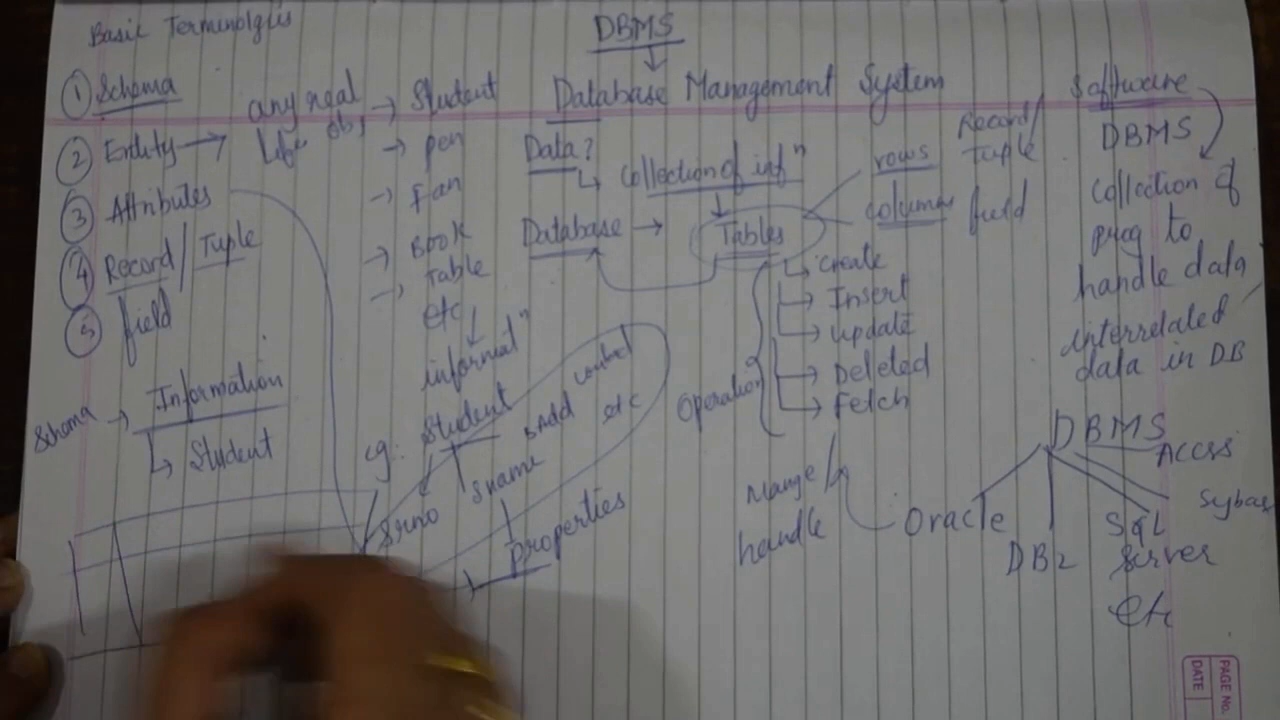 Basic Terminolgis
① Schema
② Entity → any real life obj
→ Student
→ pen
→ Fan
→ Book
→ Table
etc
informatⁿ
③ Attributes
④ Record / Tuple
⑤ field
Schema → Information
↳ Student
eg: Student
Srno
sname
sAdd
contact
etc
Properties
DBMS
Database Management System
Data?
↳ Collection of infⁿ
Database → Tables
rows Record / Tuple
columns field
Operation
→ Create
→ Insert
→ update
→ Deleted
→ Fetch
Mange /
handle
Software
DBMS
collection of
prog to
handle data
interrelated
data in DB
DBMS
Oracle
DB2
SQL
Server
Access
Sybas
etc
PAGE No.
DATE